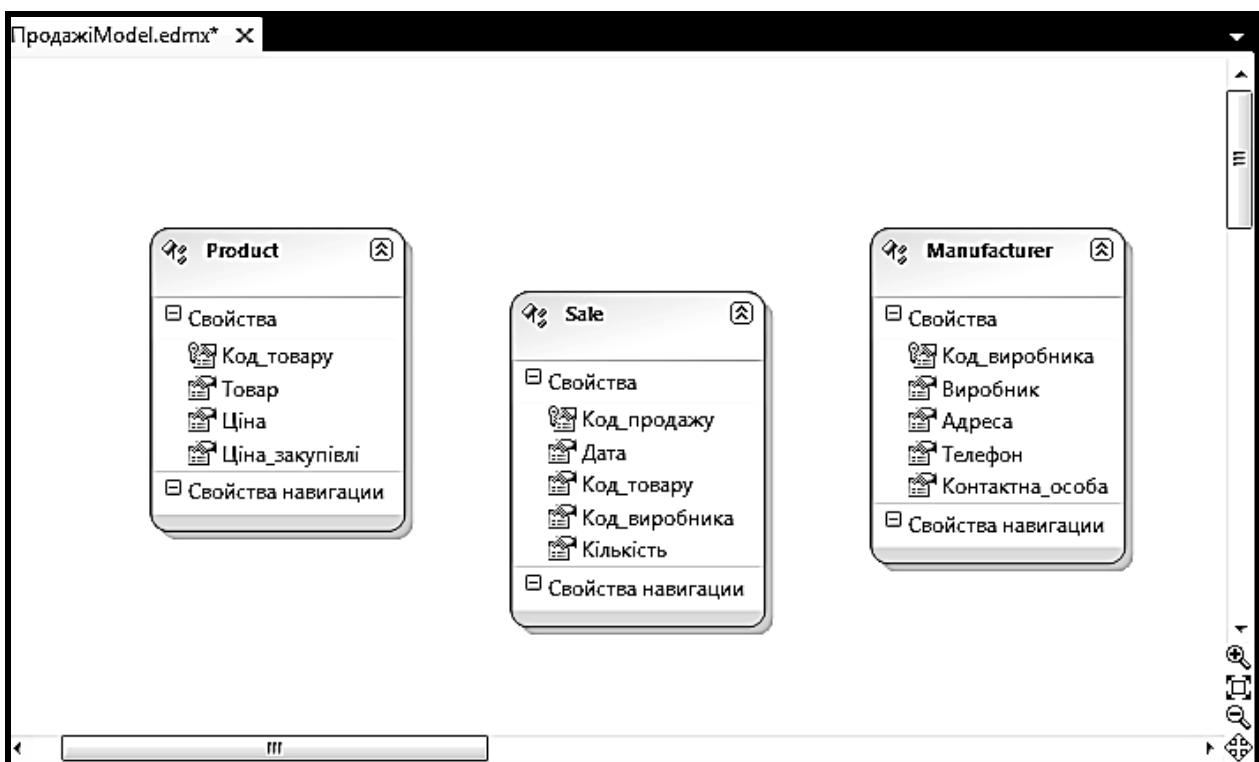 ПродажіModel.edmx*
Product
Свойства
Код_товару
Товар
Ціна
Ціна_закупівлі
Свойства навигации
Sale
Свойства
Код_продажу
Дата
Код_товару
Код_виробника
Кількість
Свойства навигации
Manufacturer
Свойства
Код_виробника
Виробник
Адреса
Телефон
Контактна_особа
Свойства навигации